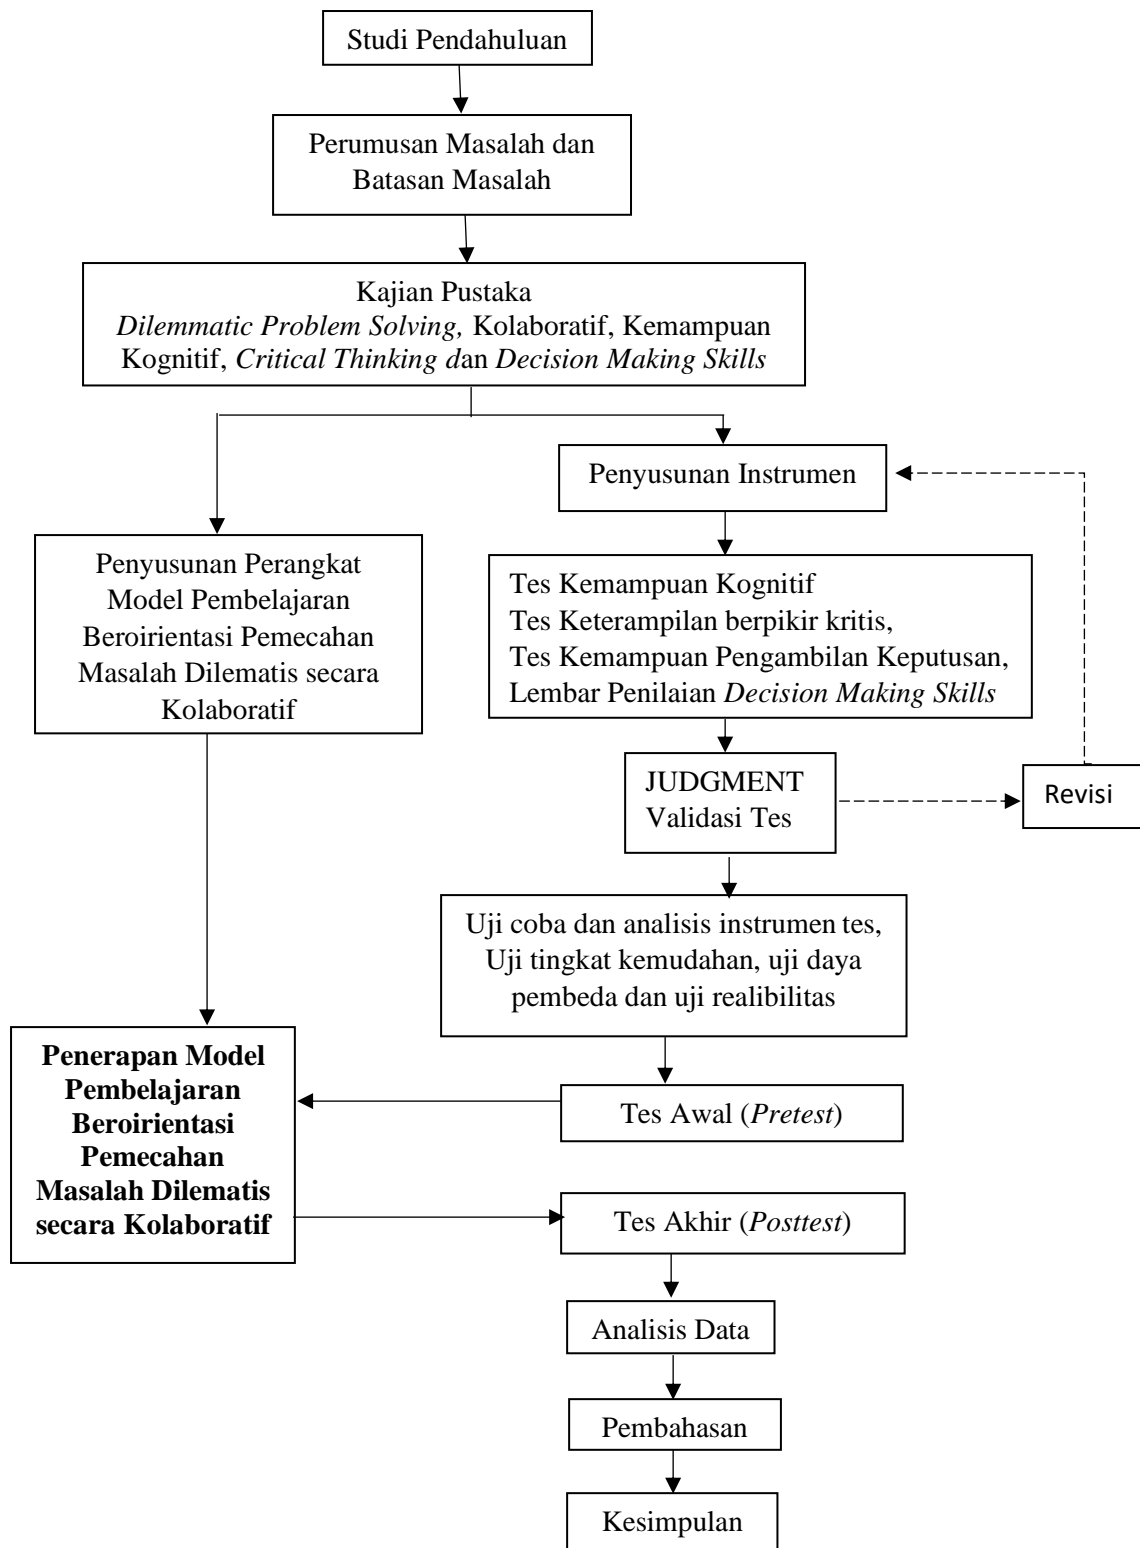 Studi Pendahuluan
Perumusan Masalah dan
Batasan Masalah
Kajian Pustaka
Dilemmatic Problem Solving, Kolaboratif, Kemampuan
Kognitif, Critical Thinking dan Decision Making Skills
Penyusunan Instrumen
Penyusunan Perangkat
Model Pembelajaran
Beroirientasi Pemecahan
Masalah Dilematis secara
Kolaboratif
Tes Kemampuan Kognitif
Tes Keterampilan berpikir kritis,
Tes Kemampuan Pengambilan Keputusan,
Lembar Penilaian Decision Making Skills
JUDGMENT
Validasi Tes
Revisi
Uji coba dan analisis instrumen tes,
Uji tingkat kemudahan, uji daya
pembeda dan uji realibilitas
Penerapan Model
Pembelajaran
Beroirientasi
Pemecahan
Masalah Dilematis
secara Kolaboratif
Tes Awal (Pretest)
Tes Akhir (Posttest)
Analisis Data
Pembahasan
Kesimpulan